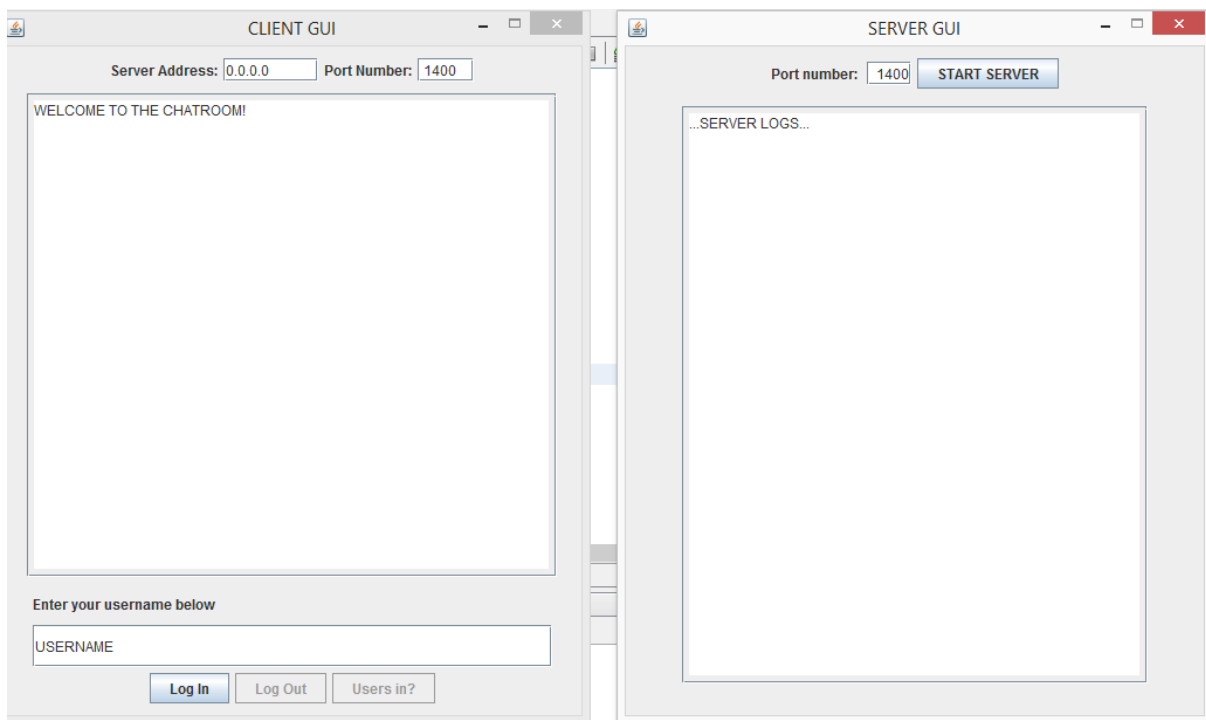 CLIENT GUI
Server Address: 0.0.0.0 Port Number: 1400
WELCOME TO THE CHATROOM!
Enter your username below
USERNAME
Log In Log Out Users in?
SERVER GUI
Port number: 1400 START SERVER
...SERVER LOGS...